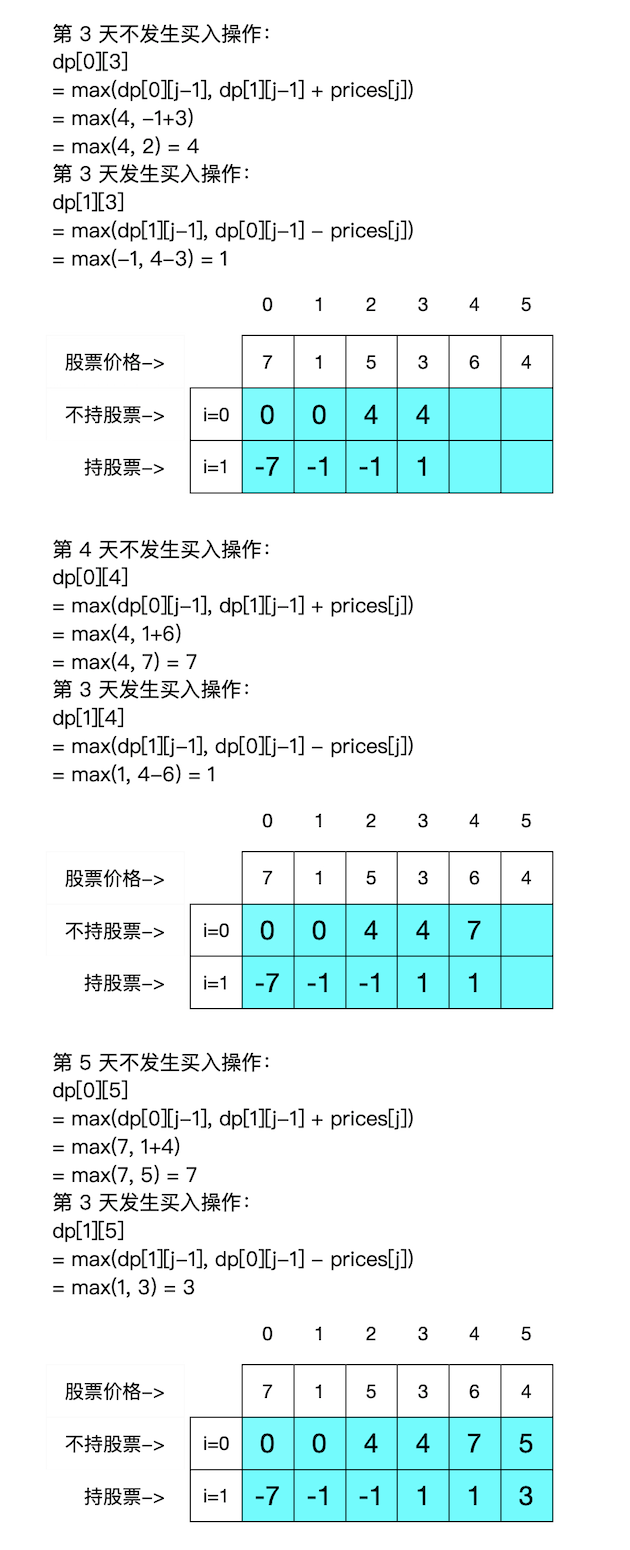 第 3 天不发生买入操作：
dp[0][3]
= max(dp[0][j-1], dp[1][j-1] + prices[j])
= max(4, -1+3)
= max(4, 2) = 4
第 3 天发生买入操作：
dp[1][3]
= max(dp[1][j-1], dp[0][j-1] - prices[j])
= max(-1, 4-3) = 1
0 1 2 3 4 5
股票价格-> 7 1 5 3 6 4
不持股票-> i=0 0 0 4 4
持股票-> i=1 -7 -1 -1 1
第 4 天不发生买入操作：
dp[0][4]
= max(dp[0][j-1], dp[1][j-1] + prices[j])
= max(4, 1+6)
= max(4, 7) = 7
第 3 天发生买入操作：
dp[1][4]
= max(dp[1][j-1], dp[0][j-1] - prices[j])
= max(1, 4-6) = 1
0 1 2 3 4 5
股票价格-> 7 1 5 3 6 4
不持股票-> i=0 0 0 4 4 7
持股票-> i=1 -7 -1 -1 1 1
第 5 天不发生买入操作：
dp[0][5]
= max(dp[0][j-1], dp[1][j-1] + prices[j])
= max(7, 1+4)
= max(7, 5) = 7
第 3 天发生买入操作：
dp[1][5]
= max(dp[1][j-1], dp[0][j-1] - prices[j])
= max(1, 3) = 3
0 1 2 3 4 5
股票价格-> 7 1 5 3 6 4
不持股票-> i=0 0 0 4 4 7 5
持股票-> i=1 -7 -1 -1 1 1 3